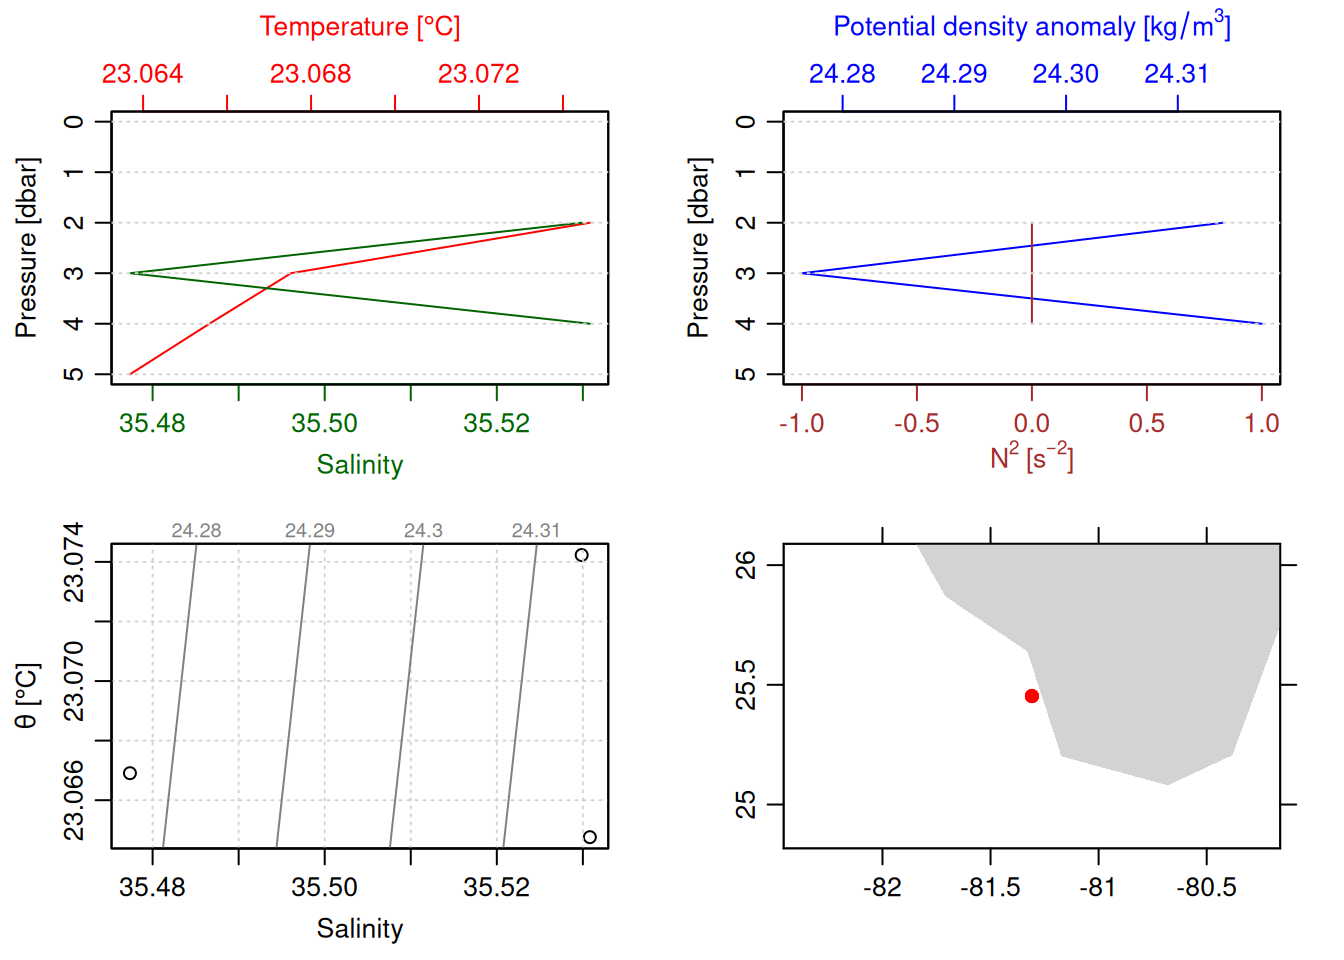 Temperature [°C]
23.064 23.068 23.072
Pressure [dbar]
0
1
2
3
4
5
35.48 35.50 35.52
Salinity
Potential density anomaly [kg/m³]
24.28 24.29 24.30 24.31
Pressure [dbar]
0
1
2
3
4
5
-1.0 -0.5 0.0 0.5 1.0
N² [s⁻²]
24.28 24.29 24.3 24.31
θ [°C]
23.074
23.070
23.066
35.48 35.50 35.52
Salinity
26
25.5
25
-82 -81.5 -81 -80.5